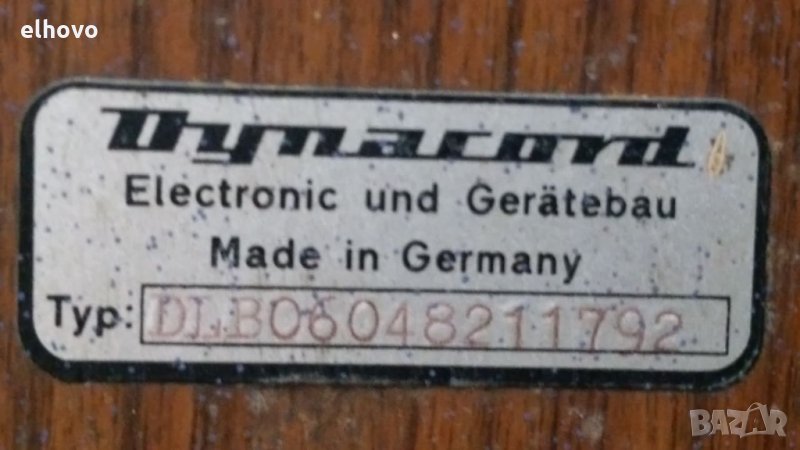 elhovo
Dynacord
Electronic und Gerätebau
Made in Germany
Typ: DLB06048211792
BAZAR